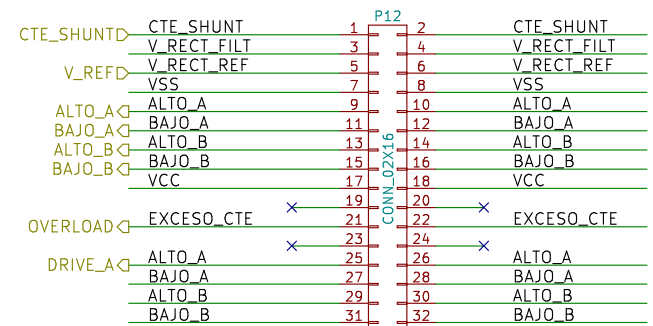 P12
CTE_SHUNT CTE_SHUNT 1 2 CTE_SHUNT
V_RECT_FILT 3 4 V_RECT_FILT
V_REF V_RECT_REF 5 6 V_RECT_REF
VSS 7 8 VSS
ALTO_A ALTO_A 9 10 ALTO_A
BAJO_A BAJO_A 11 12 BAJO_A
ALTO_B ALTO_B 13 14 ALTO_B
BAJO_B BAJO_B 15 16 BAJO_B
VCC 17 18 VCC
19 20
OVERLOAD EXCESO_CTE 21 22 EXCESO_CTE
23 24
DRIVE_A ALTO_A 25 26 ALTO_A
BAJO_A 27 28 BAJO_A
ALTO_B 29 30 ALTO_B
BAJO_B 31 32 BAJO_B
CONN_02X16